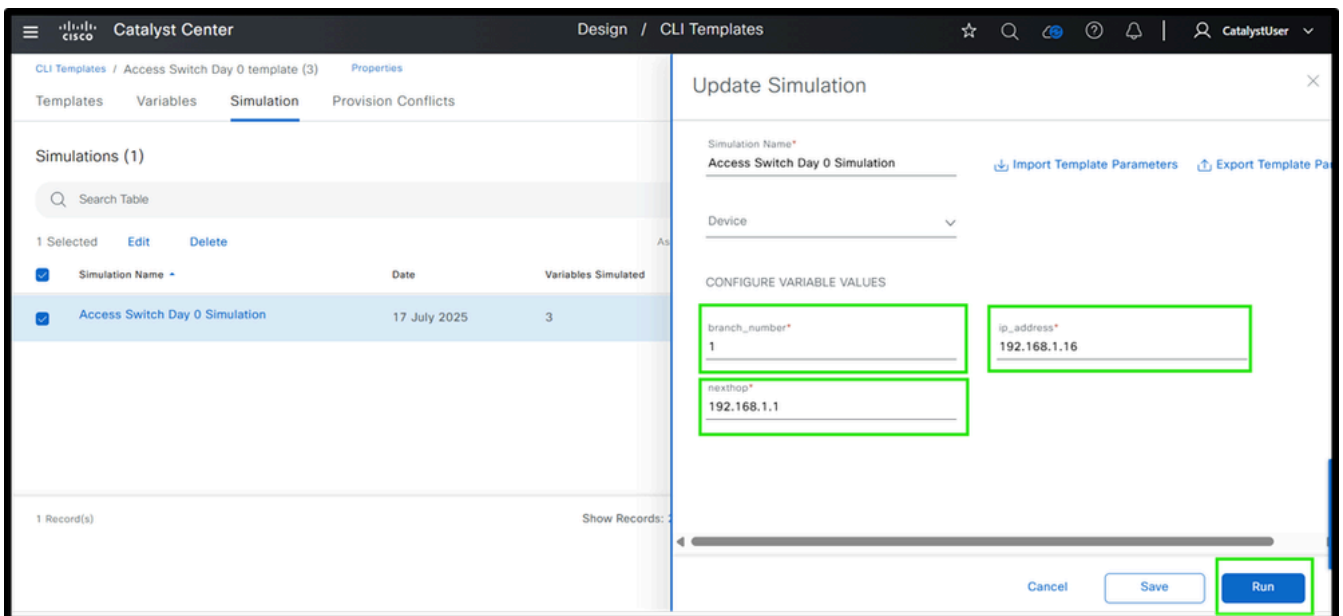 cisco Catalyst Center Design / CLI Templates CatalystUser
CLI Templates / Access Switch Day 0 template (3) Properties
Templates Variables Simulation Provision Conflicts
Simulations (1)
Search Table
1 Selected Edit Delete As
Simulation Name Date Variables Simulated
Access Switch Day 0 Simulation 17 July 2025 3
1 Record(s) Show Records:
Update Simulation
Simulation Name*
Access Switch Day 0 Simulation
Import Template Parameters Export Template Pa
Device
CONFIGURE VARIABLE VALUES
branch_number* ip_address*
1 192.168.1.16
nexthop*
192.168.1.1
Cancel Save Run